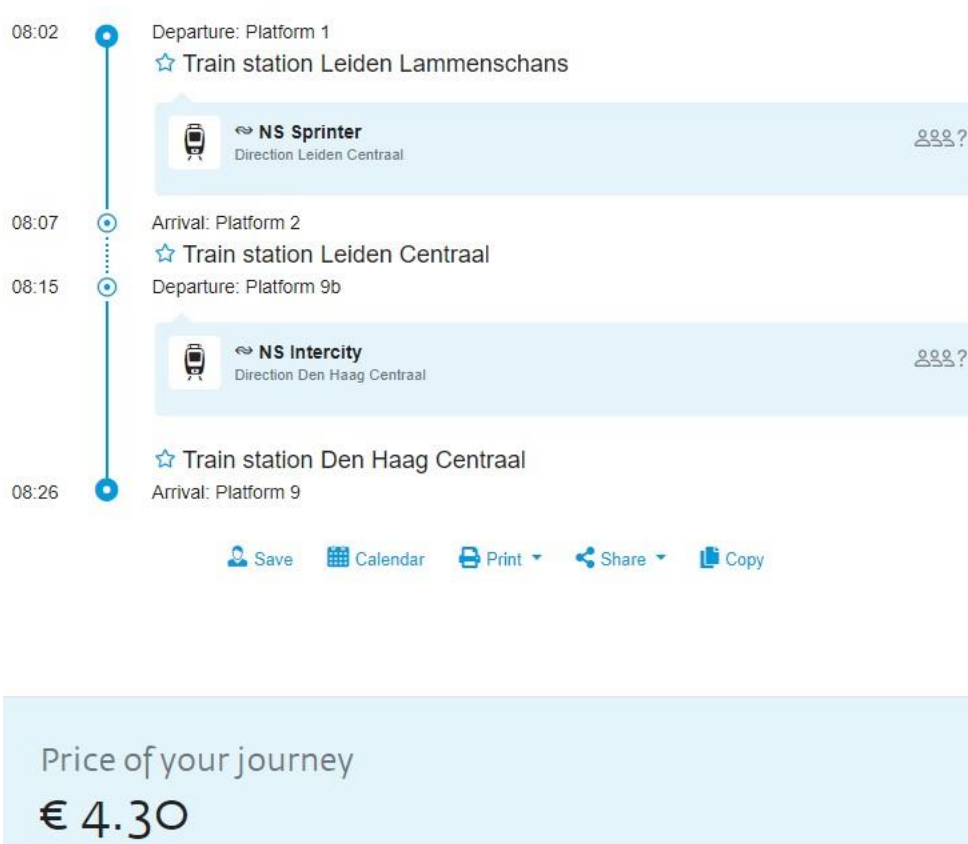 08:02 Departure: Platform 1
Train station Leiden Lammenschans
NS Sprinter
Direction Leiden Centraal
?
08:07 Arrival: Platform 2
Train station Leiden Centraal
08:15 Departure: Platform 9b
NS Intercity
Direction Den Haag Centraal
?
Train station Den Haag Centraal
08:26 Arrival: Platform 9
Save Calendar Print Share Copy
Price of your journey
€ 4.30